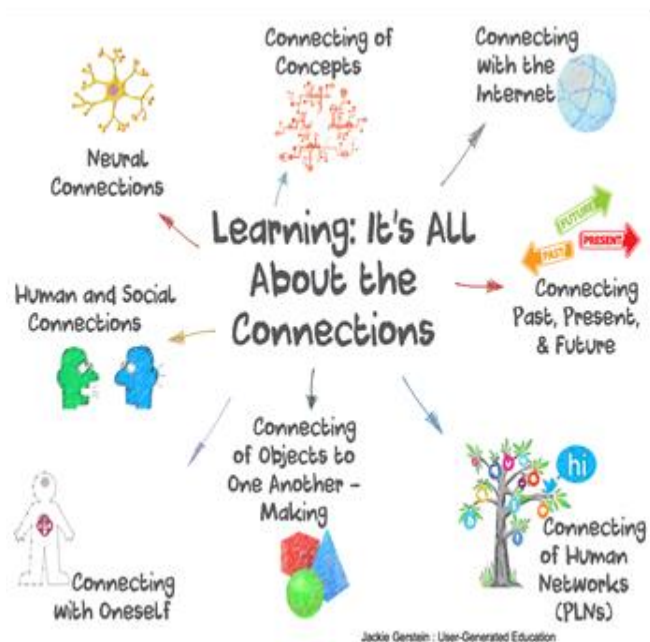 Connecting of
Concepts
Connecting
with the
Internet
Neural
Connections
Learning: It's All
About the
Connections
FUTURE
PRESENT
PAST
Connecting
Past, Present,
& Future
Human and Social
Connections
Connecting
of Objects to
One Another -
Making
hi
Connecting
of Human
Networks
(PLNs)
Connecting
with Oneself
Jackie Gerstein : User-Generated Education